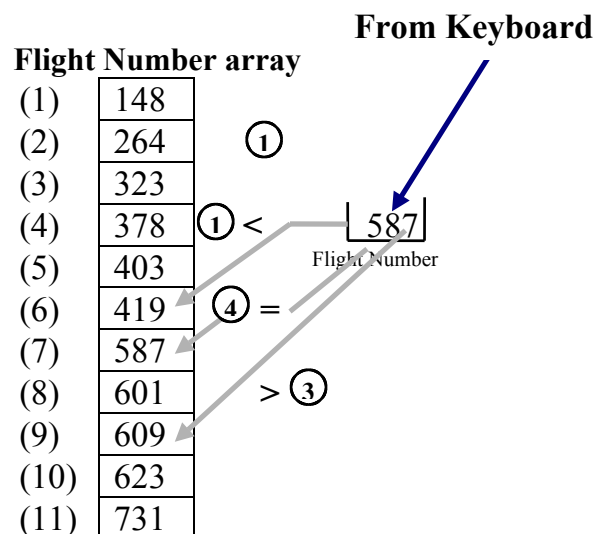 From Keyboard
Flight Number array
(1) 148
(2) 264 1
(3) 323
(4) 378 1 < 587
(5) 403 Flight Number
(6) 419 4 =
(7) 587
(8) 601 > 3
(9) 609
(10) 623
(11) 731